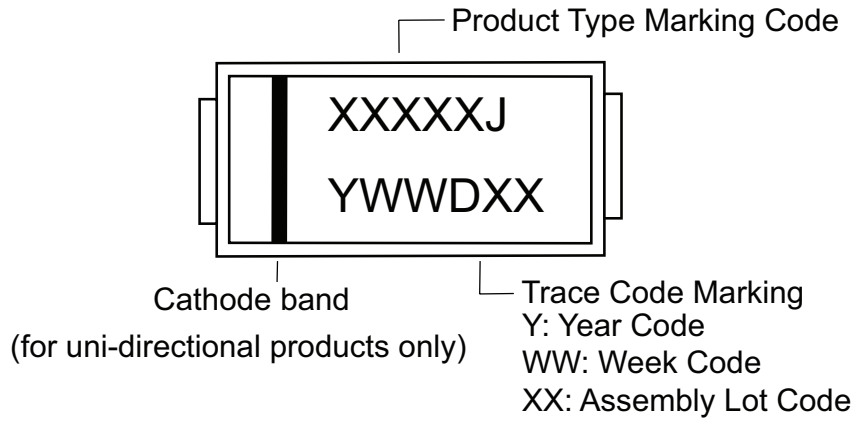 Product Type Marking Code
XXXXXJ
YWWDXX
Cathode band
(for uni-directional products only)
Trace Code Marking
Y: Year Code
WW: Week Code
XX: Assembly Lot Code